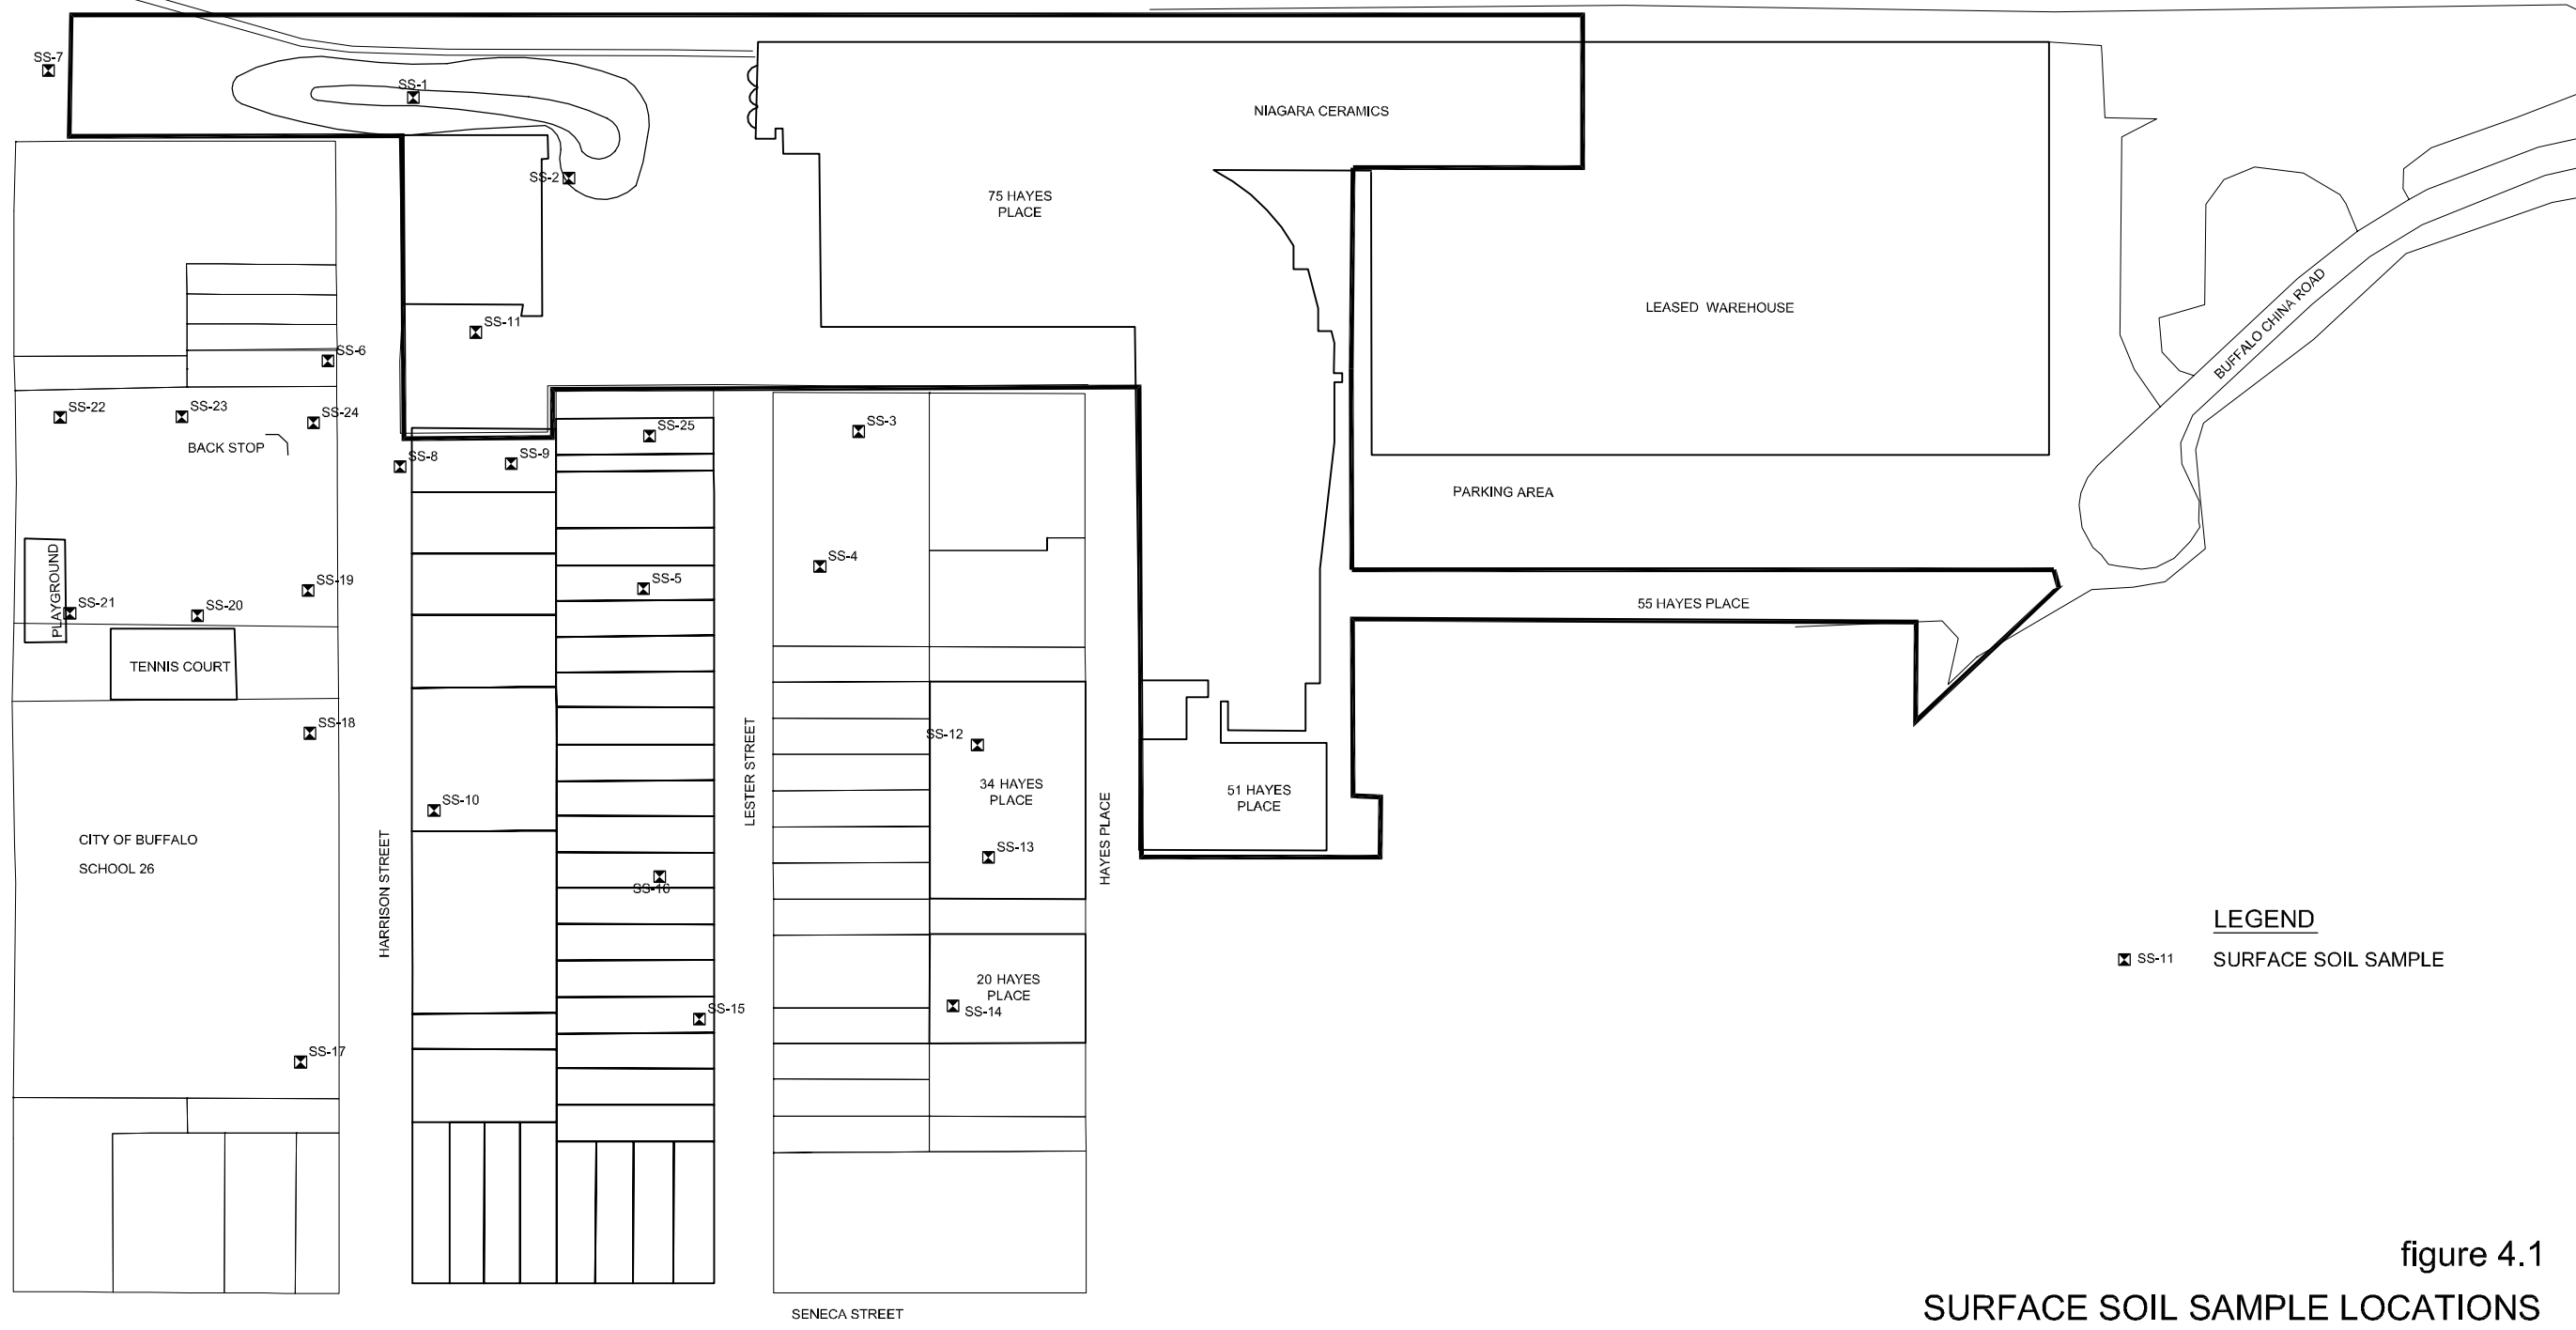 SS-7
SS-1
NIAGARA CERAMICS
SS-2
75 HAYES
PLACE
LEASED WAREHOUSE
BUFFALO CHINA ROAD
SS-11
SS-6
SS-22
SS-23
SS-24
BACK STOP
SS-25
SS-3
SS-8
SS-9
PARKING AREA
SS-4
PLAYGROUND
SS-19
SS-5
SS-21
SS-20
55 HAYES PLACE
TENNIS COURT
SS-18
SS-12
LESTER STREET
34 HAYES
PLACE
51 HAYES
PLACE
SS-10
CITY OF BUFFALO
SCHOOL 26
HARRISON STREET
HAYES PLACE
SS-13
SS-16
LEGEND
SS-11 SURFACE SOIL SAMPLE
20 HAYES
PLACE
SS-15
SS-14
SS-17
SENECA STREET
figure 4.1
SURFACE SOIL SAMPLE LOCATIONS